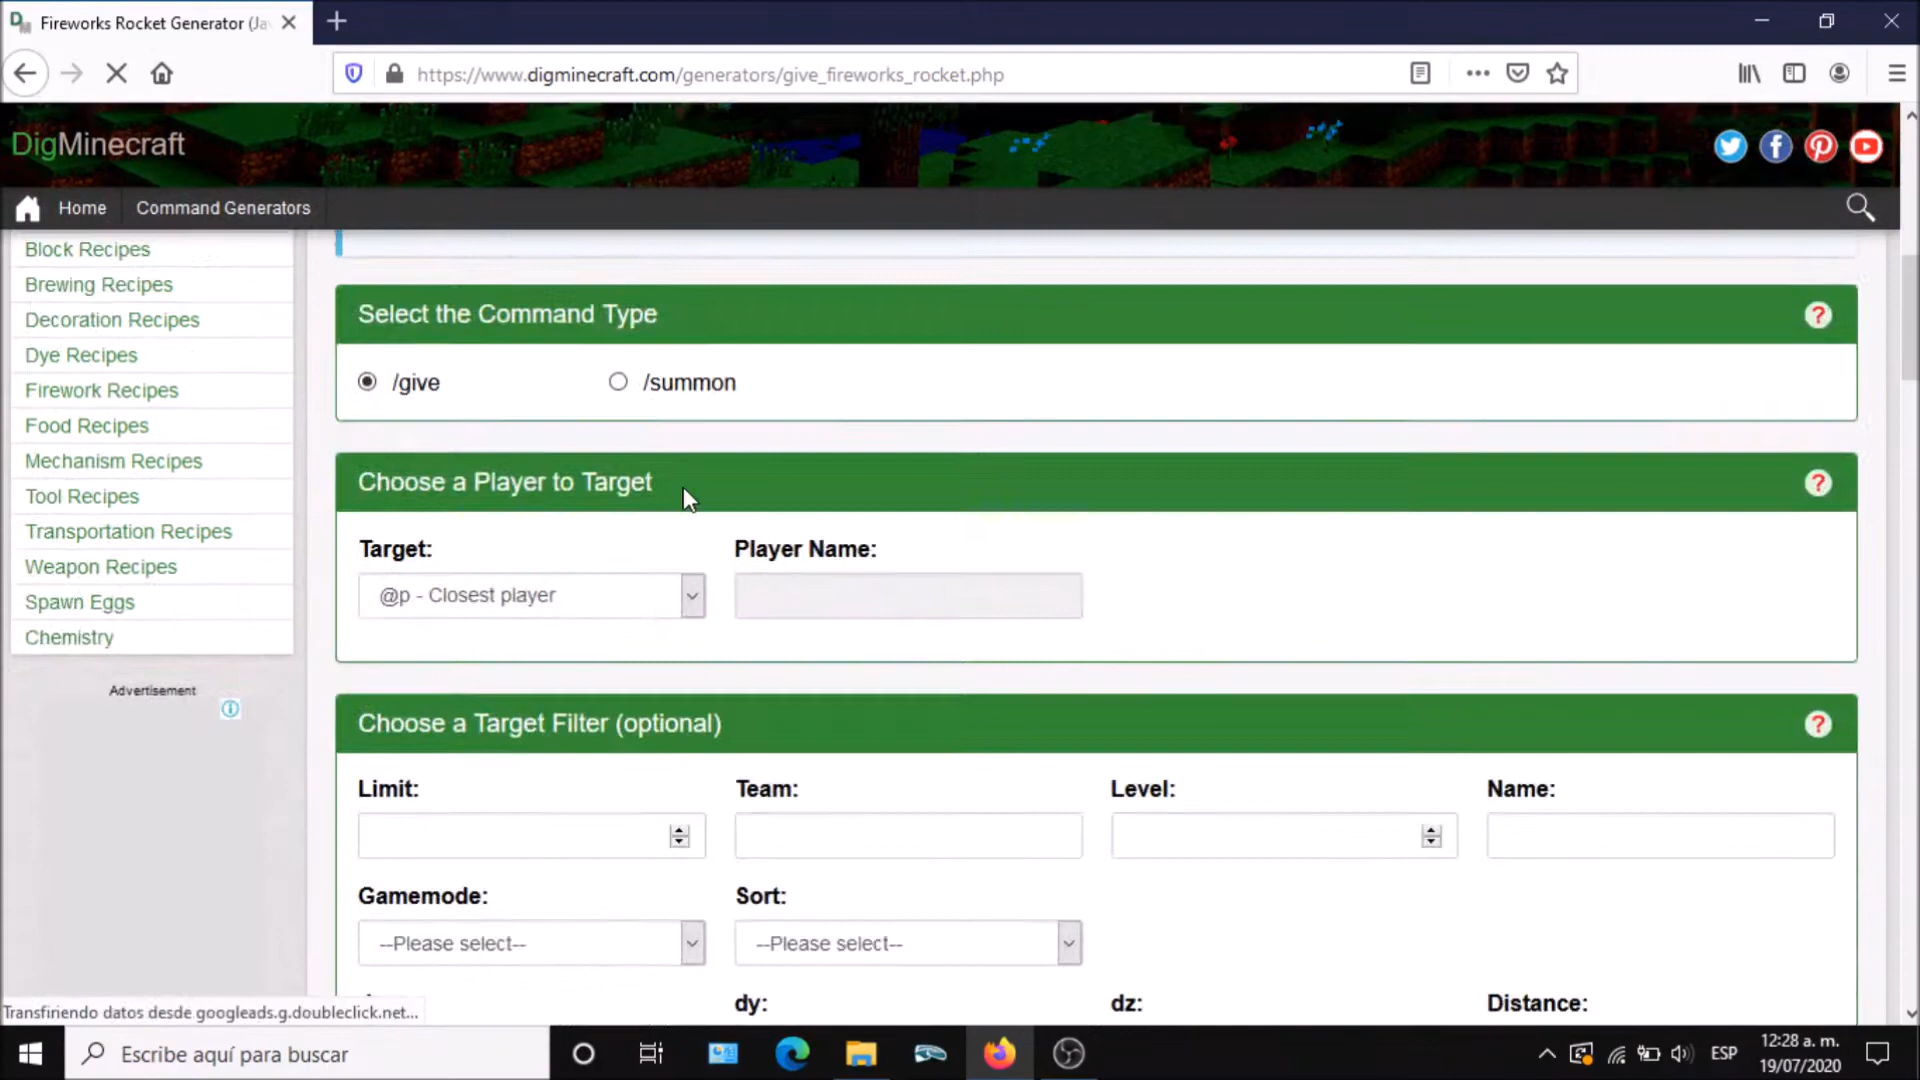 Fireworks Rocket Generator (Ja
https://www.digminecraft.com/generators/give_fireworks_rocket.php
DigMinecraft
Home
Command Generators
Block Recipes
Brewing Recipes
Decoration Recipes
Dye Recipes
Firework Recipes
Food Recipes
Mechanism Recipes
Tool Recipes
Transportation Recipes
Weapon Recipes
Spawn Eggs
Chemistry
Advertisement
Select the Command Type
?
/give
/summon
Choose a Player to Target
?
Target:
Player Name:
@p - Closest player
Choose a Target Filter (optional)
?
Limit:
Team:
Level:
Name:
Gamemode:
Sort:
--Please select--
--Please select--
dy:
dz:
Distance:
Transfiriendo datos desde googleads.g.doubleclick.net...
Escribe aquí para buscar
ESP
12:28 a. m.
19/07/2020